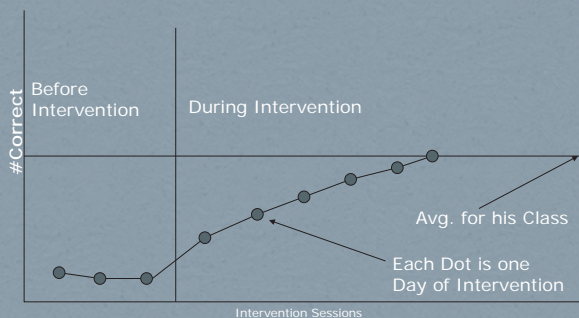 #Correct
Before
Intervention
During Intervention
Avg. for his Class
Each Dot is one
Day of Intervention
Intervention Sessions